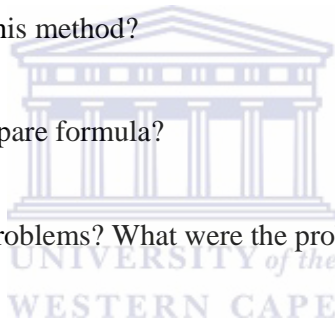 his method?
pare formula?
roblems? What were the pro
UNIVERSITY of the
WESTERN CAPE